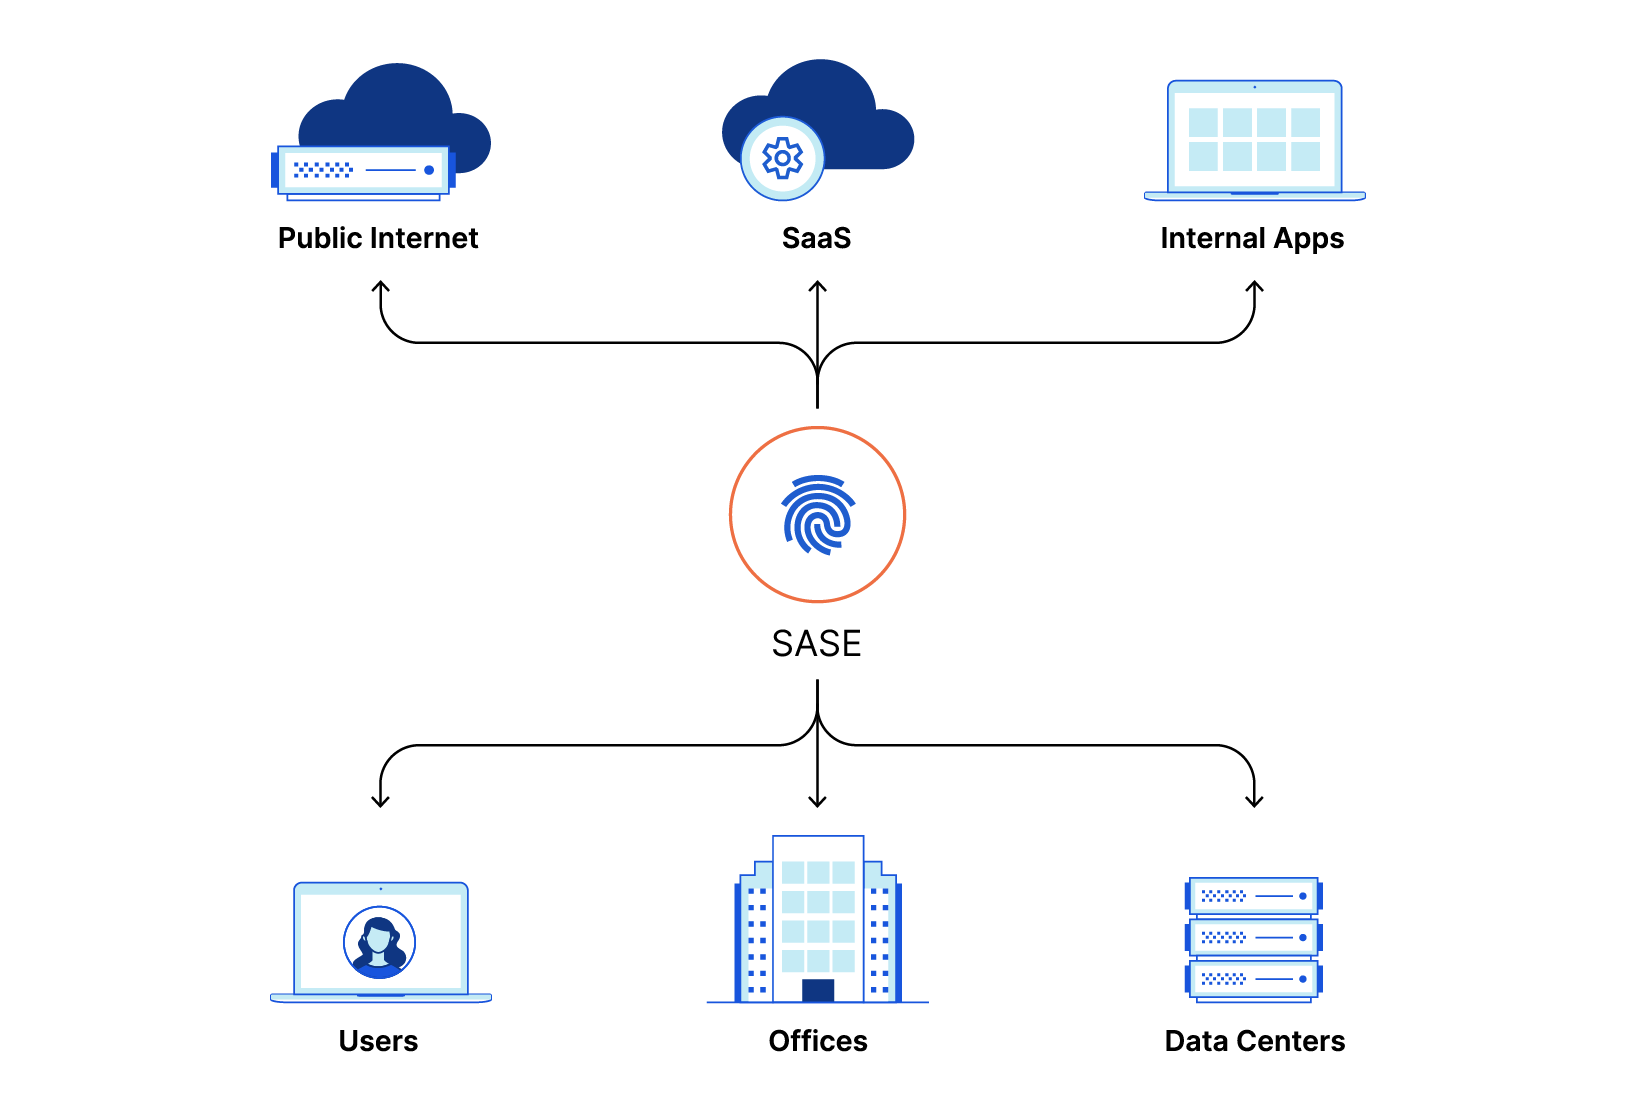 Public Internet
SaaS
Internal Apps
SASE
Users
Offices
Data Centers